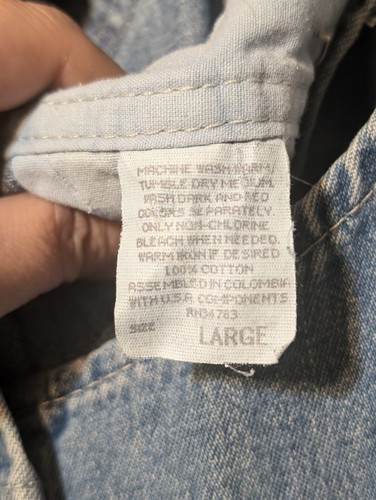 MACHINE WASH WARM/
TUMBLE DRY MEDIUM.
WASH DARK AND RED
COLORS SEPARATELY.
ONLY NON-CHLORINE
BLEACH WHEN NEEDED.
WARM IRON IF DESIRED
100% COTTON
ASSEMBLED IN COLOMBIA
WITH U.S.A. COMPONENTS
RN34783
SIZE LARGE